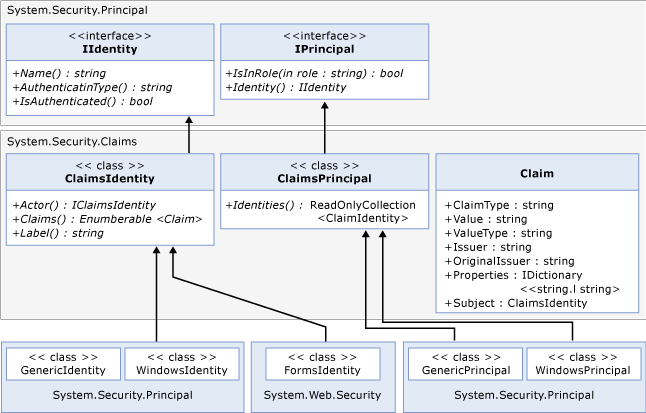 System.Security.Principal
<<interface>>
IIdentity
+Name() : string
+AuthenticatinType() : string
+IsAuthenticated() : bool
<<interface>>
IPrincipal
+IsInRole(in role : string) : bool
+Identity() : IIdentity
System.Security.Claims
<< class >>
ClaimsIdentity
+Actor() : IClaimsIdentity
+Claims() : Enumberable <Claim>
+Label() : string
<< class >>
ClaimsPrincipal
+Identities() : ReadOnlyCollection
<ClaimIdentity>
Claim
+ClaimType : string
+Value : string
+ValueType : string
+Issuer : string
+OriginalIssuer : string
+Properties : IDictionary
<<string.l string>
+Subject : ClaimsIdentity
<< class >>
GenericIdentity
<< class >>
WindowsIdentity
System.Security.Principal
<< class >>
FormsIdentity
System.Web.Security
<< class >>
GenericPrincipal
<< class >>
WindowsPrincipal
System.Security.Principal